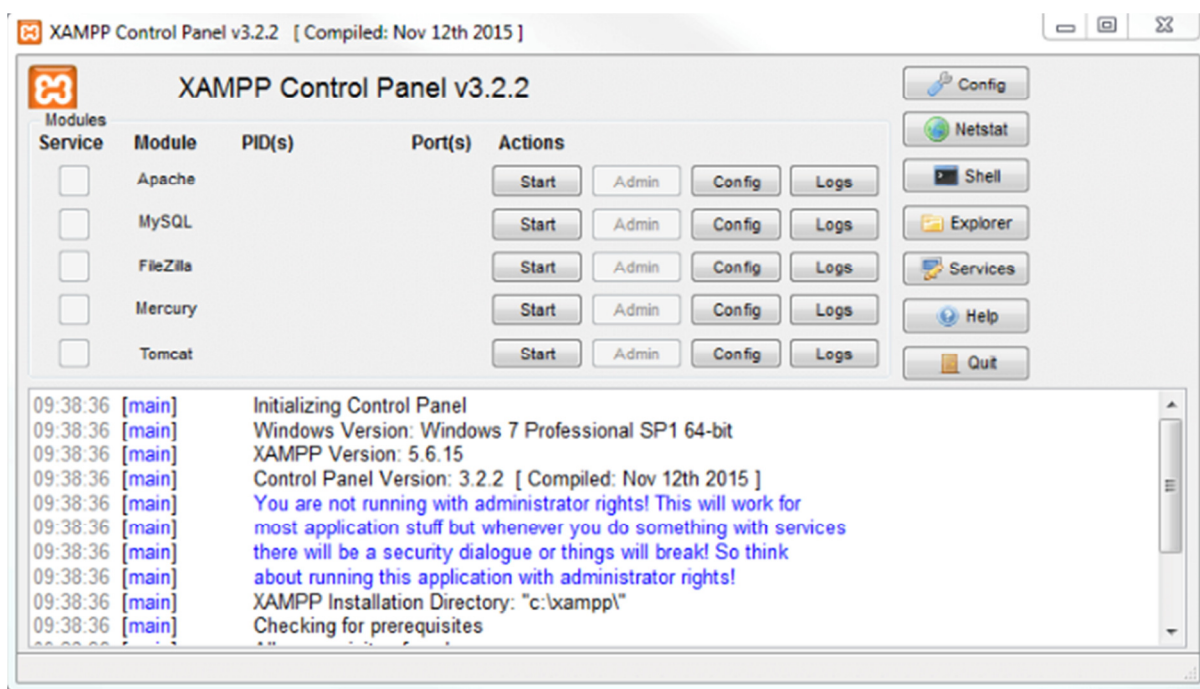 XAMPP Control Panel v3.2.2 [ Compiled: Nov 12th 2015 ]
XAMPP Control Panel v3.2.2
Config
Modules
Service Module PID(s) Port(s) Actions
Netstat
Apache Start Admin Config Logs
Shell
MySQL Start Admin Config Logs
Explorer
FileZilla Start Admin Config Logs
Services
Mercury Start Admin Config Logs
Help
Tomcat Start Admin Config Logs
Quit
09:38:36 [main] Initializing Control Panel
09:38:36 [main] Windows Version: Windows 7 Professional SP1 64-bit
09:38:36 [main] XAMPP Version: 5.6.15
09:38:36 [main] Control Panel Version: 3.2.2 [ Compiled: Nov 12th 2015 ]
09:38:36 [main] You are not running with administrator rights! This will work for
09:38:36 [main] most application stuff but whenever you do something with services
09:38:36 [main] there will be a security dialogue or things will break! So think
09:38:36 [main] about running this application with administrator rights!
09:38:36 [main] XAMPP Installation Directory: "c:\xampp\"
09:38:36 [main] Checking for prerequisites